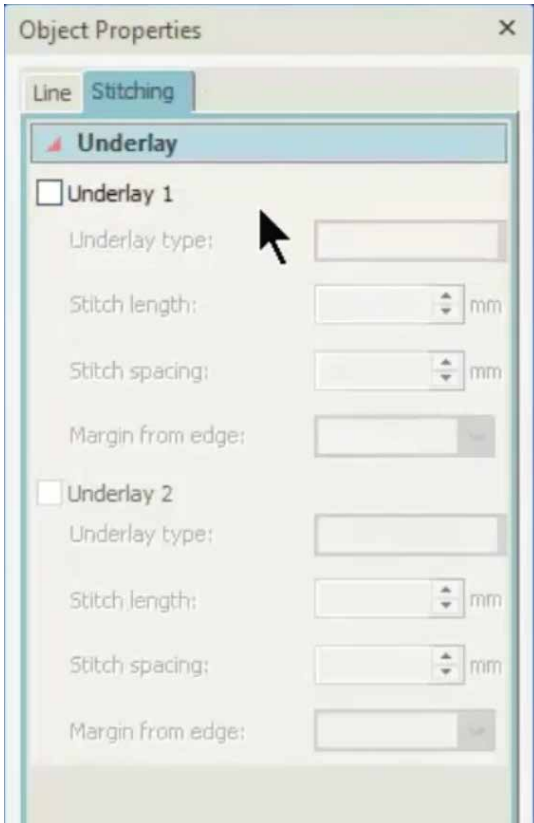 Object Properties
Line Stitching
Underlay
Underlay 1
Underlay type:
Stitch length: mm
Stitch spacing: mm
Margin from edge:
Underlay 2
Underlay type:
Stitch length: mm
Stitch spacing: mm
Margin from edge: